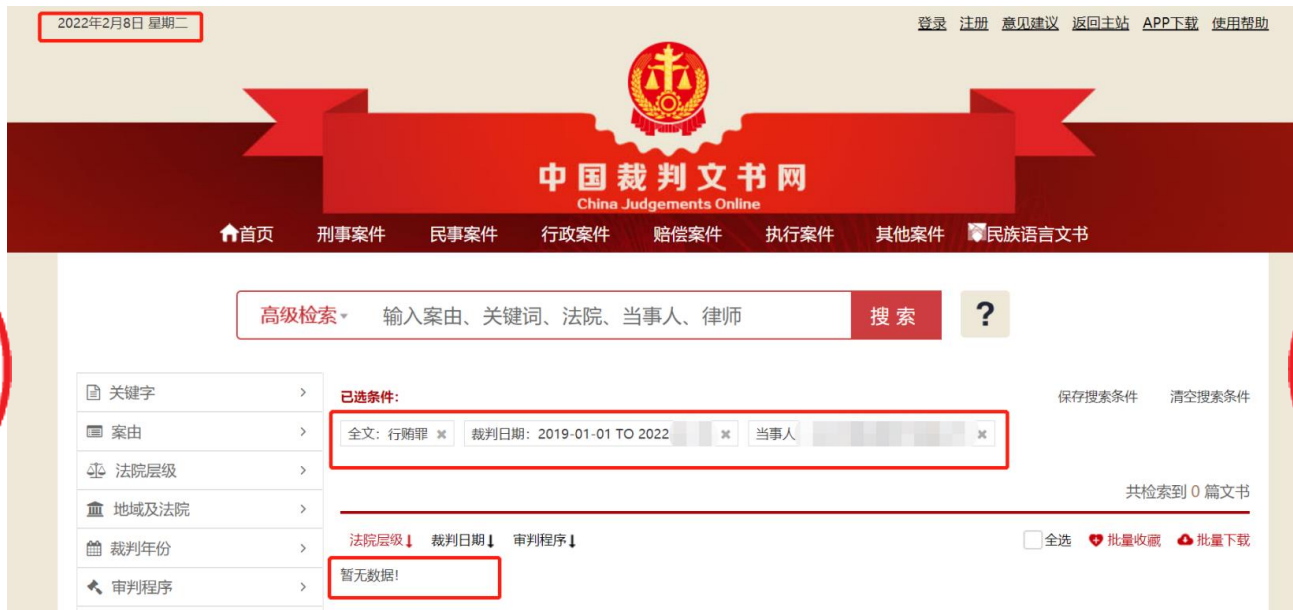 2022年2月8日 星期二
登录 注册 意见建议 返回主站 APP下载 使用帮助
中国裁判文书网
China Judgements Online
首页 刑事案件 民事案件 行政案件 赔偿案件 执行案件 其他案件 民族语言文书
高级检索 输入案由、关键词、法院、当事人、律师 搜索 ?
关键字
案由
法院层级
地域及法院
裁判年份
审判程序
已选条件: 保存搜索条件 清空搜索条件
全文: 行贿罪 × 裁判日期: 2019-01-01 TO 2022 × 当事人 ×
共检索到 0 篇文书
法院层级 裁判日期 审判程序 全选 批量收藏 批量下载
暂无数据!